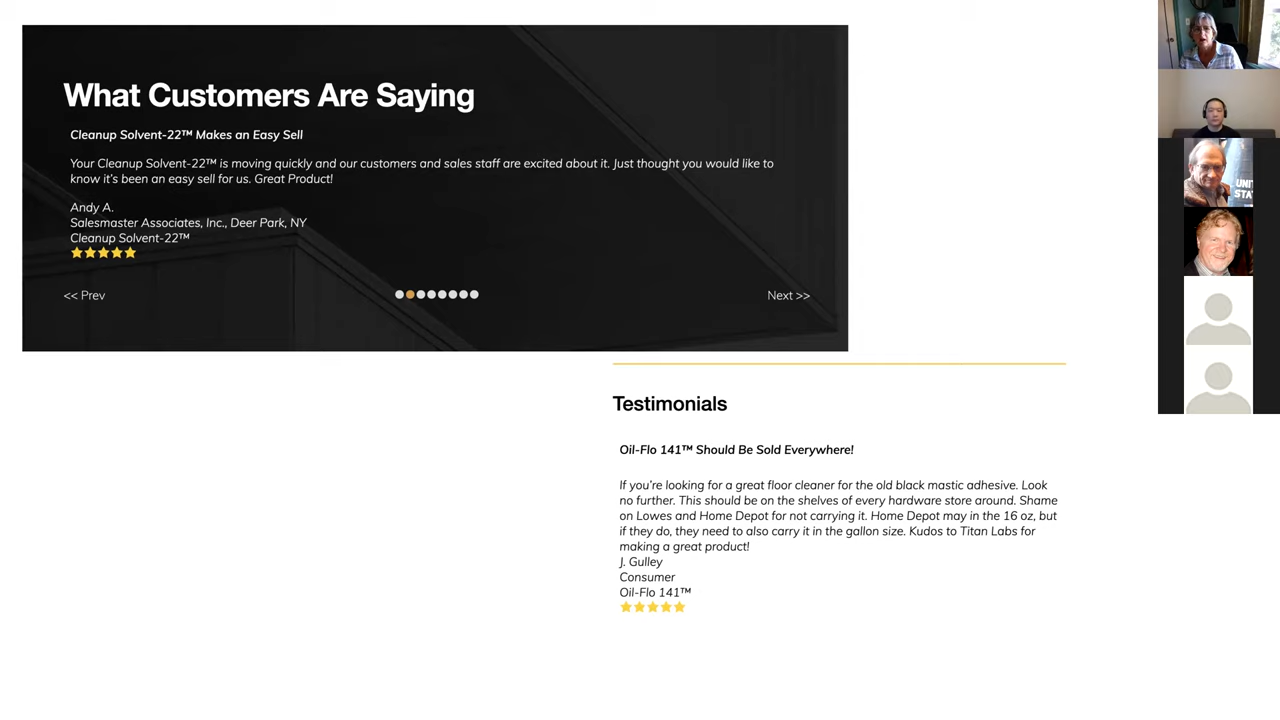 What Customers Are Saying
Cleanup Solvent-22™ Makes an Easy Sell
Your Cleanup Solvent-22™ is moving quickly and our customers and sales staff are excited about it. Just thought you would like to
know it's been an easy sell for us. Great Product!
Andy A.
Salesmaster Associates, Inc., Deer Park, NY
Cleanup Solvent-22™
<< Prev
Next >>
Testimonials
Oil-Flo 141™ Should Be Sold Everywhere!
If you're looking for a great floor cleaner for the old black mastic adhesive. Look
no further. This should be on the shelves of every hardware store around. Shame
on Lowes and Home Depot for not carrying it. Home Depot may in the 16 oz, but
if they do, they need to also carry it in the gallon size. Kudos to Titan Labs for
making a great product!
J. Gulley
Consumer
Oil-Flo 141™
UNI
STA